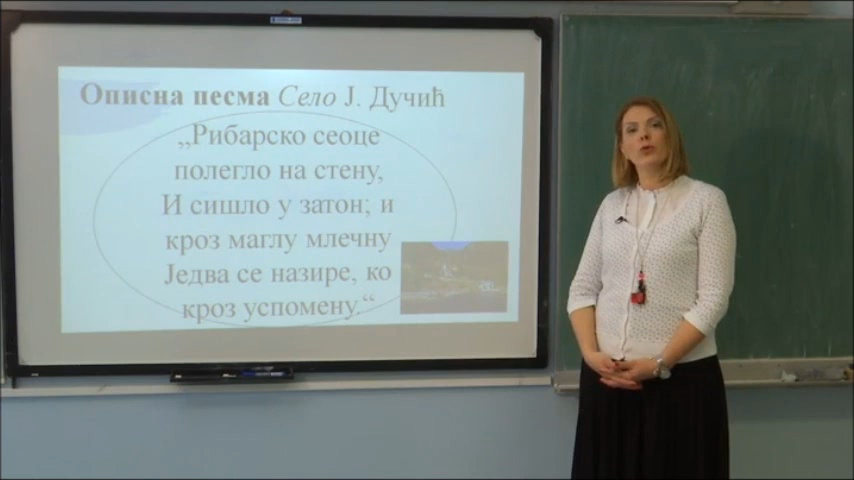 Описна песма Село Ј. Дучић
„Рибарско сеоце
полегло на стену,
И сишло у затон; и
кроз маглу млечну
Једва се назире, ко
кроз успомену.“